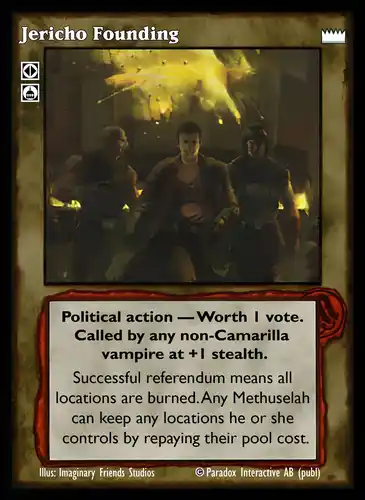 Jericho Founding
Political action — Worth 1 vote.
Called by any non-Camarilla
vampire at +1 stealth.
Successful referendum means all
locations are burned. Any Methuselah
can keep any locations he or she
controls by repaying their pool cost.
Illus: Imaginary Friends Studios © Paradox Interactive AB (publ)